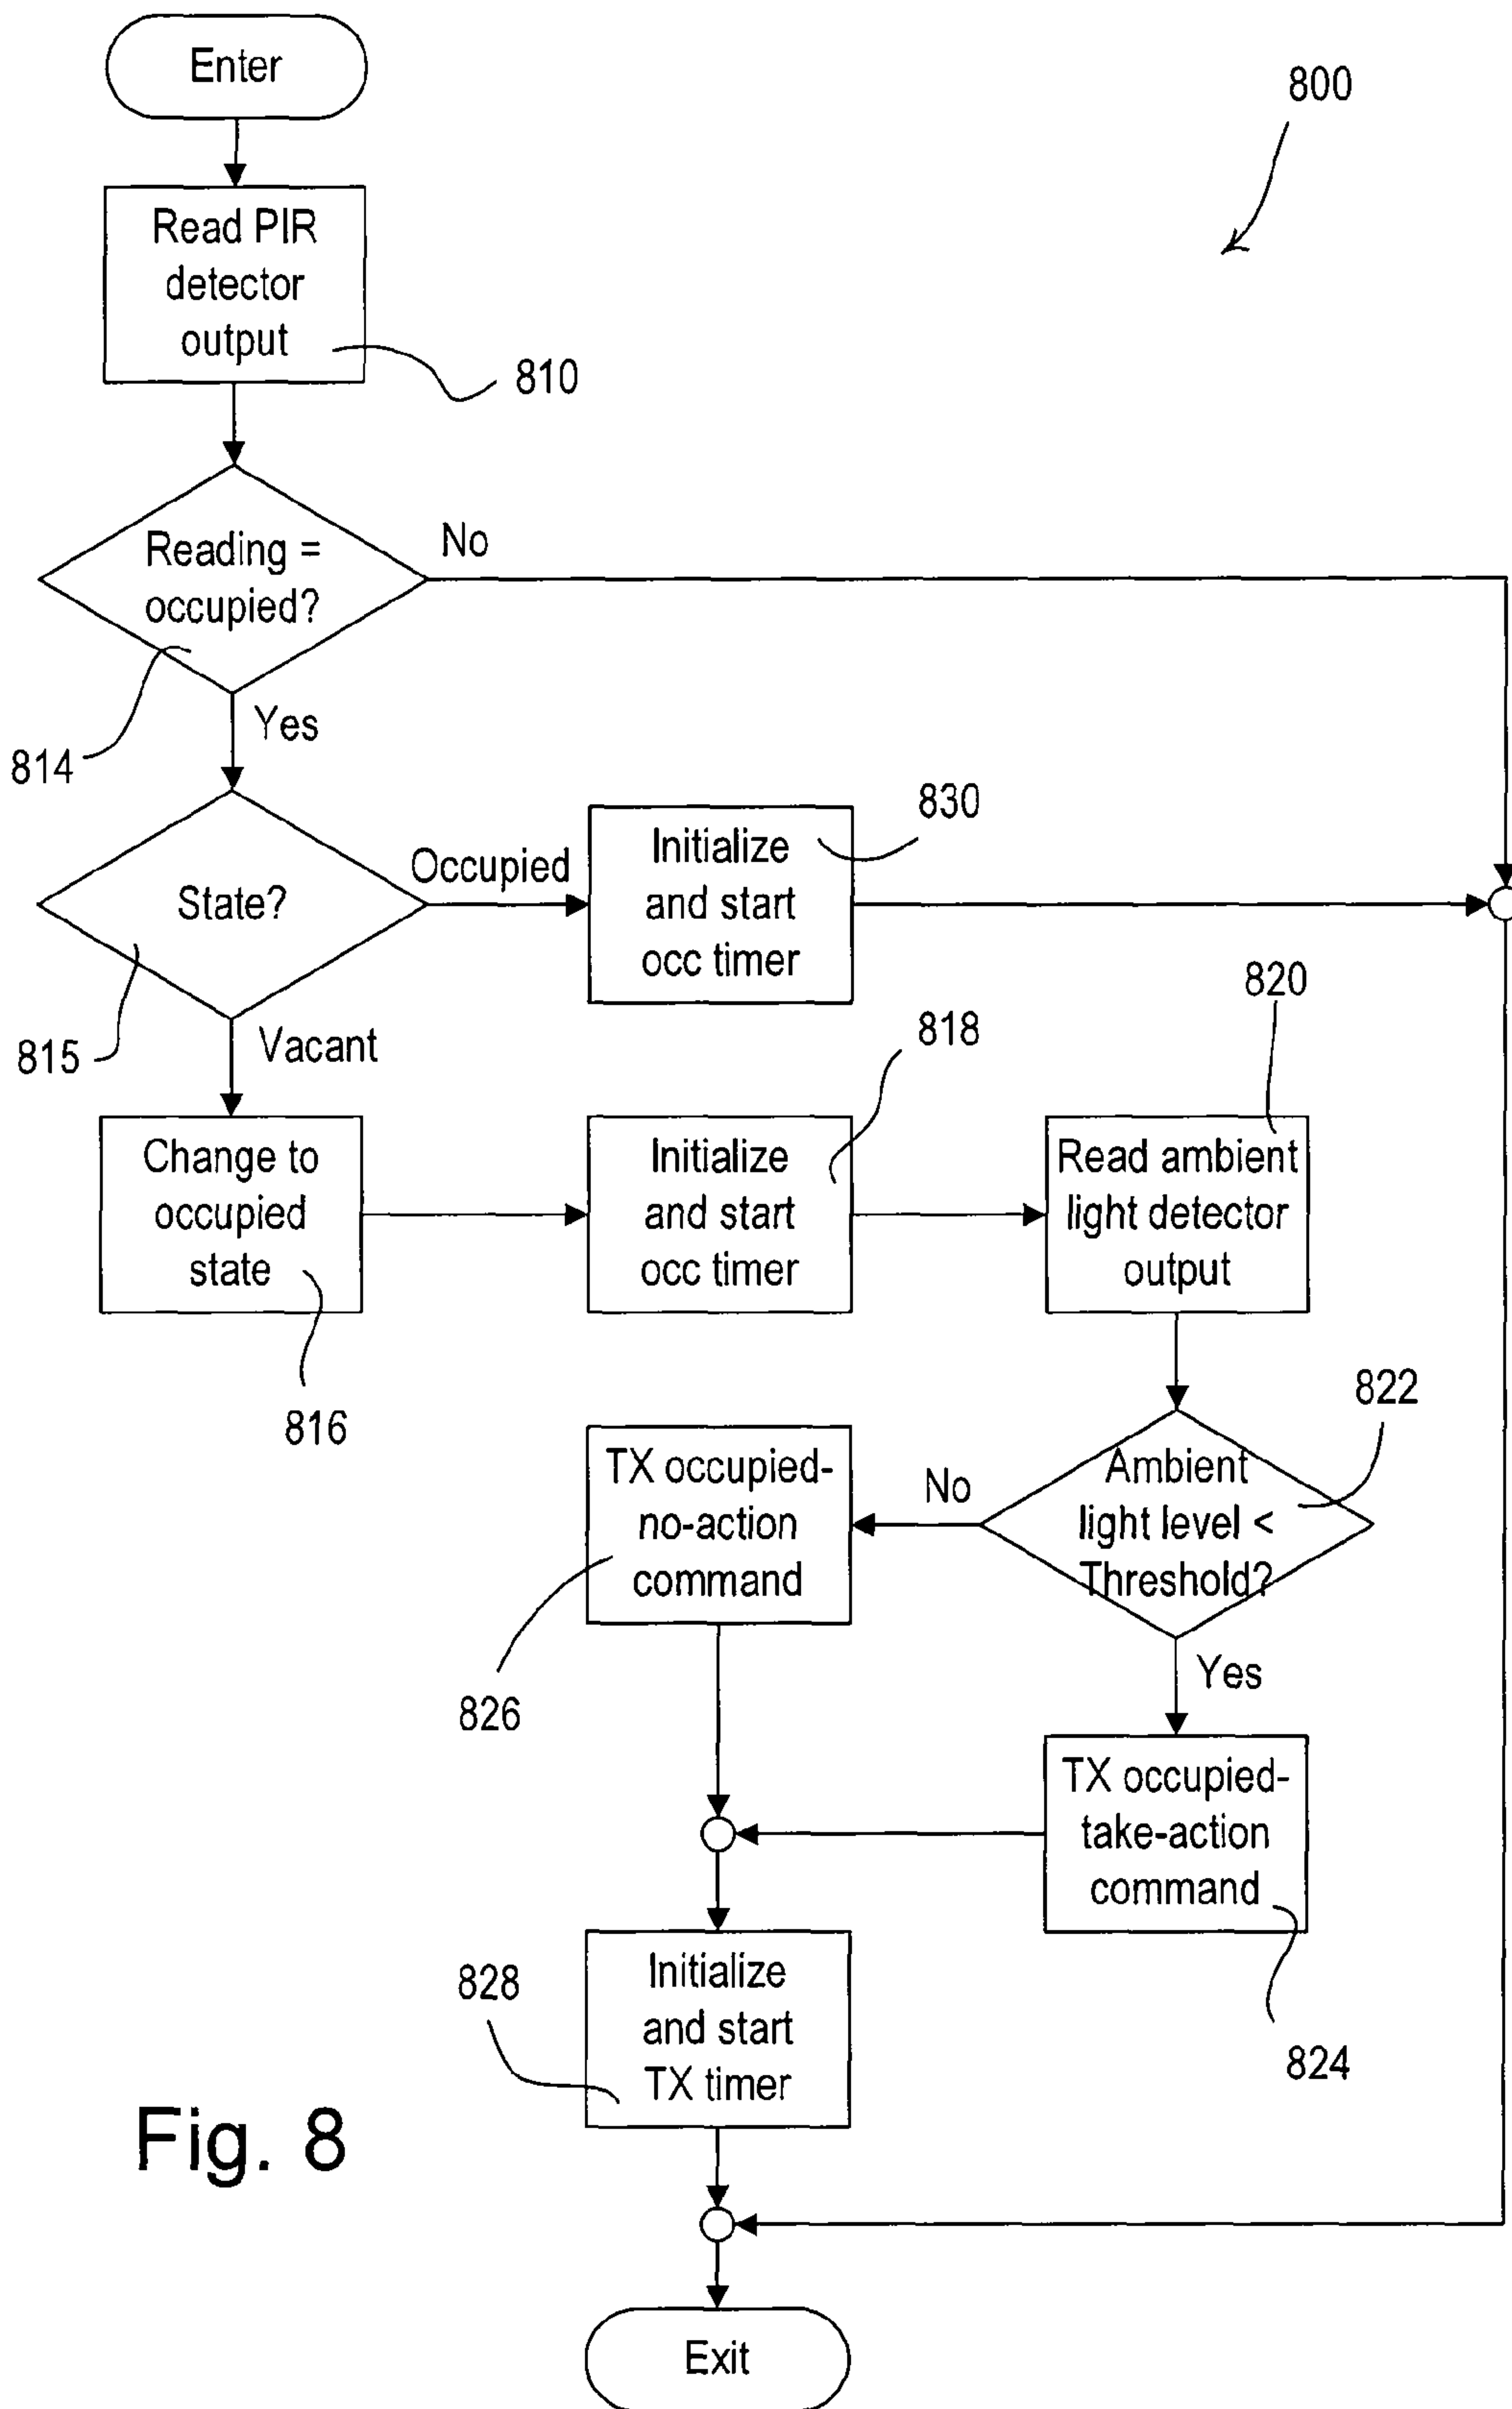 Enter
800
Read PIR
detector
output
810
Reading =
occupied?
No
814
Yes
State?
Occupied
815
Initialize
and start
occ timer
830
Vacant
Change to
occupied
state
816
Initialize
and start
occ timer
818
820
Read ambient
light detector
output
822
Ambient
light level <
Threshold?
No
TX occupied-
no-action
command
826
Yes
TX occupied-
take-action
command
824
828
Initialize
and start
TX timer
Fig. 8
Exit